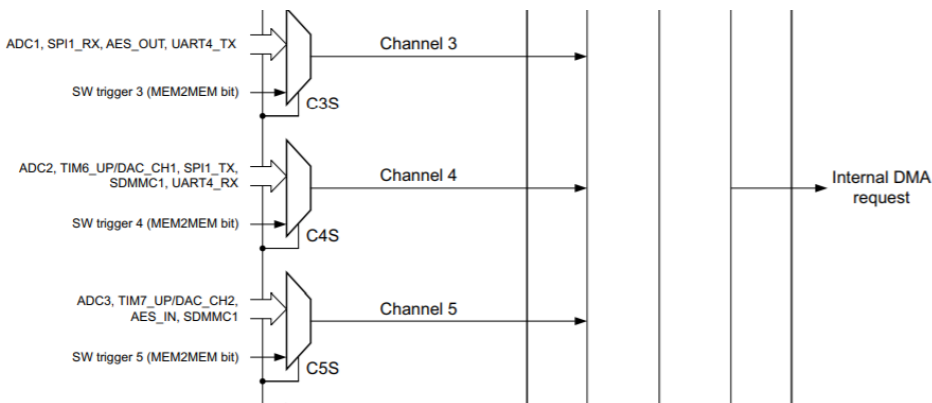 ADC1, SPI1_RX, AES_OUT, UART4_TX
Channel 3
SW trigger 3 (MEM2MEM bit)
C3S
ADC2, TIM6_UP/DAC_CH1, SPI1_TX,
SDMMC1, UART4_RX
Channel 4
Internal DMA
request
SW trigger 4 (MEM2MEM bit)
C4S
ADC3, TIM7_UP/DAC_CH2,
AES_IN, SDMMC1
Channel 5
SW trigger 5 (MEM2MEM bit)
C5S